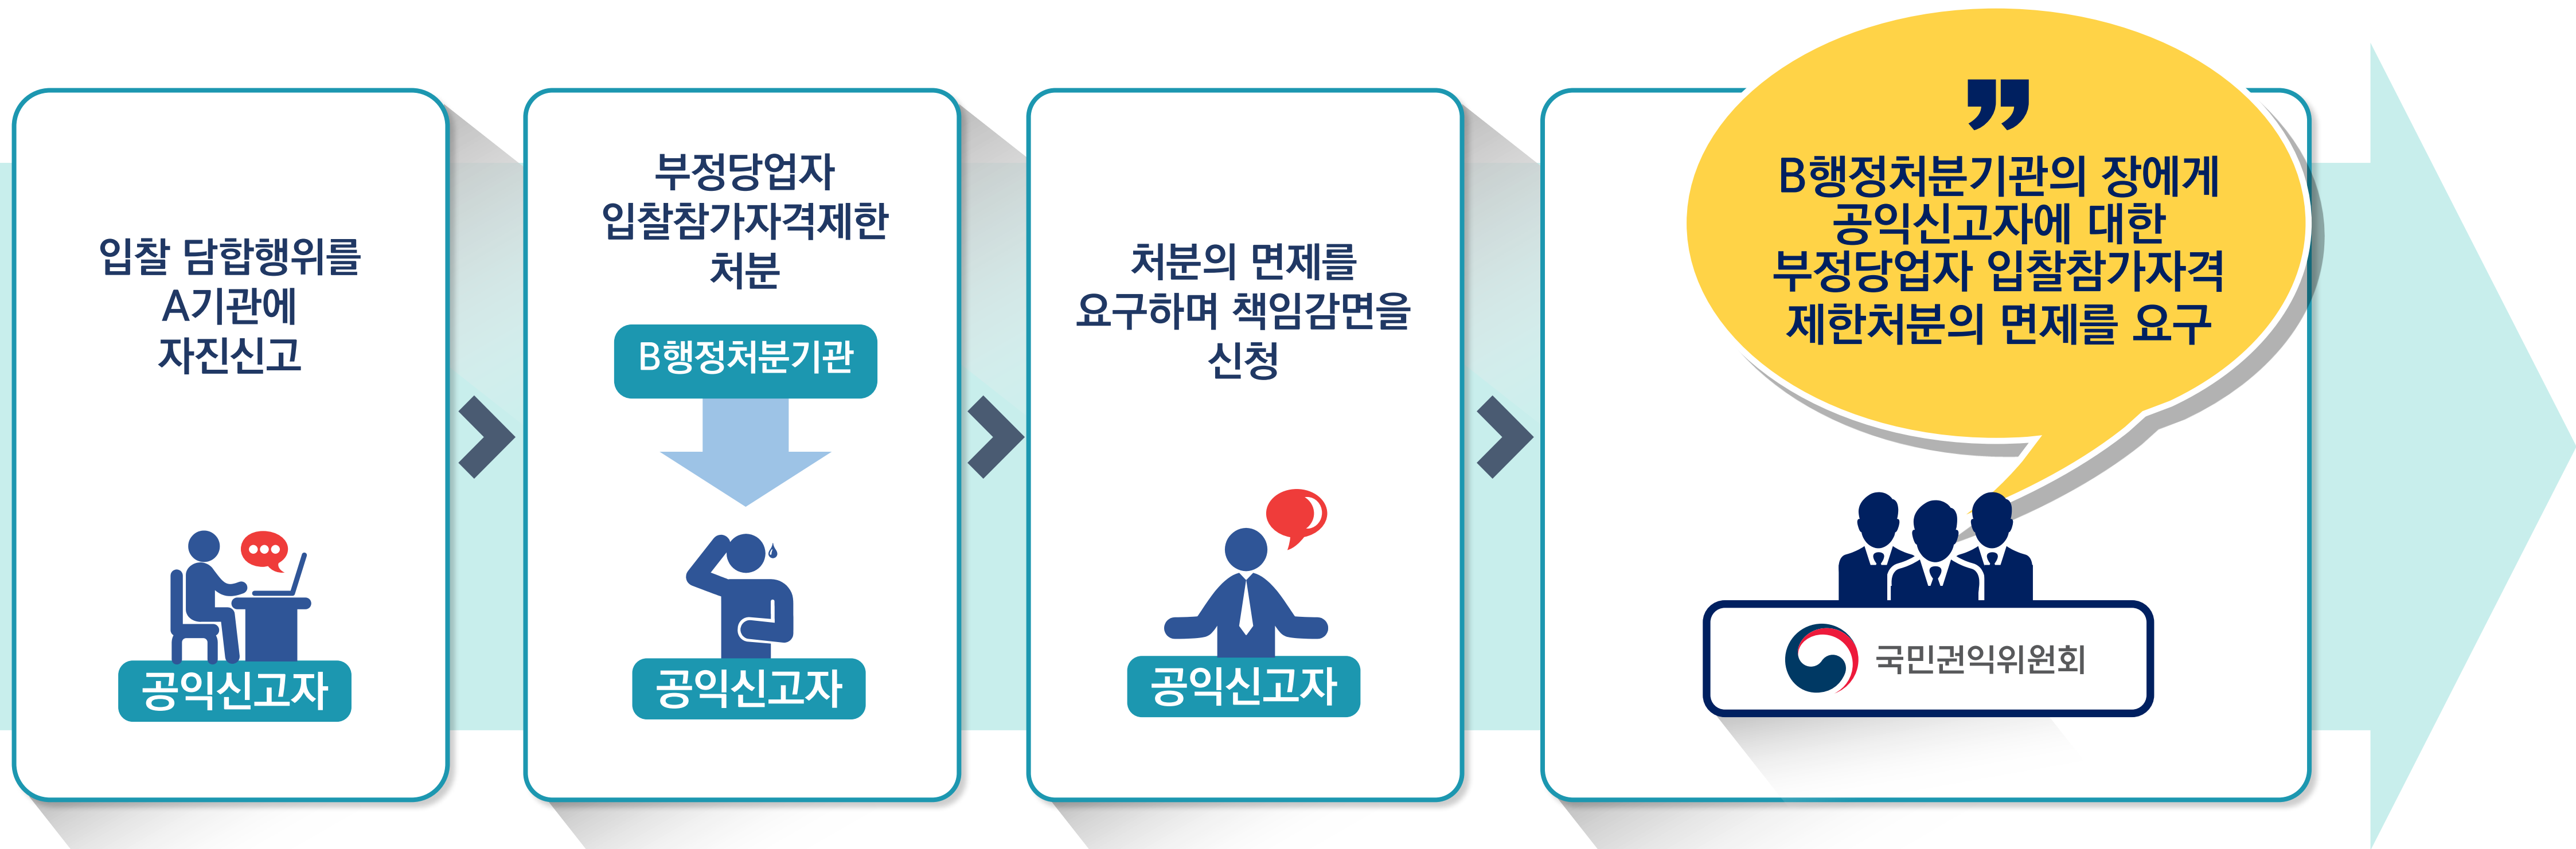 입찰 담합행위를
A기관에
자진신고
공익신고자
부정당업자
입찰참가자격제한
처분
B행정처분기관
공익신고자
처분의 면제를
요구하며 책임감면을
신청
공익신고자
B행정처분기관의 장에게
공익신고자에 대한
부정당업자 입찰참가자격
제한처분의 면제를 요구
국민권익위원회